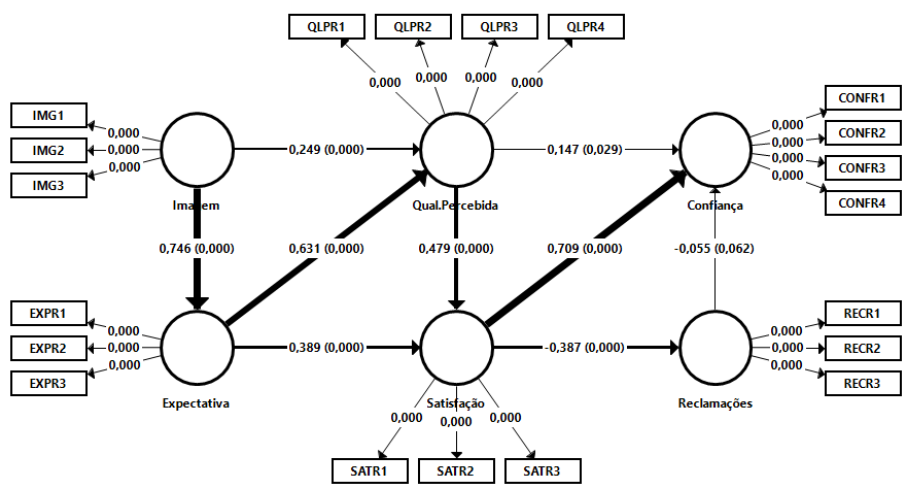 QLPR1 QLPR2 QLPR3 QLPR4
0,000 0,000 0,000 0,000
IMG1
IMG2
IMG3
0,000
0,000
0,000
Imagem
0,249 (0,000)
Qual.Percebida
0,147 (0,029)
Confiança
0,000
0,000
0,000
0,000
CONFR1
CONFR2
CONFR3
CONFR4
0,746 (0,000)
0,631 (0,000)
0,479 (0,000)
0,709 (0,000)
-0,055 (0,062)
EXPR1
EXPR2
EXPR3
0,000
0,000
0,000
Expectativa
0,389 (0,000)
Satisfação
-0,387 (0,000)
Reclamações
0,000
0,000
0,000
RECR1
RECR2
RECR3
0,000 0,000 0,000
SATR1 SATR2 SATR3